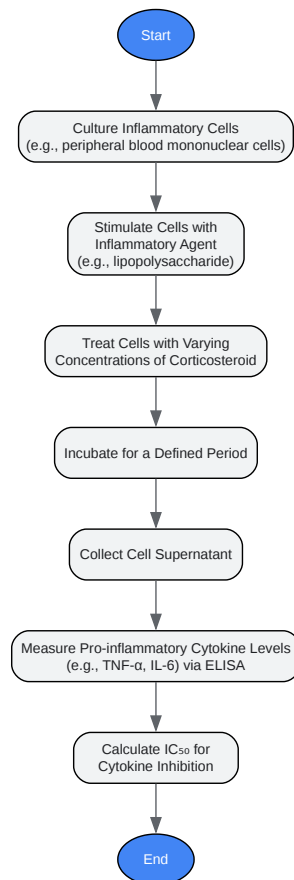 Start
Culture Inflammatory Cells
(e.g., peripheral blood mononuclear cells)
Stimulate Cells with
Inflammatory Agent
(e.g., lipopolysaccharide)
Treat Cells with Varying
Concentrations of Corticosteroid
Incubate for a Defined Period
Collect Cell Supernatant
Measure Pro-inflammatory Cytokine Levels
(e.g., TNF-α, IL-6) via ELISA
Calculate IC₅₀ for
Cytokine Inhibition
End